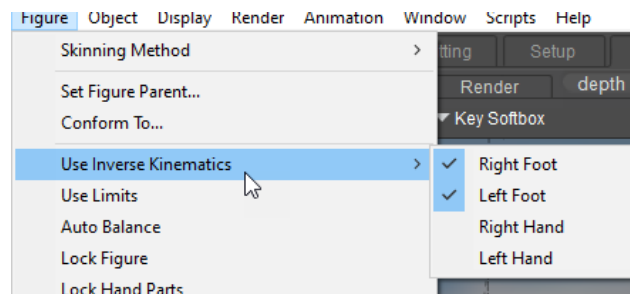 Figure Object Display Render Animation Window Scripts Help
Skinning Method
Set Figure Parent...
Conform To...
Use Inverse Kinematics
Use Limits
Auto Balance
Lock Figure
Lock Hand Parts
tting Setup
Render depth
Key Softbox
Right Foot
Left Foot
Right Hand
Left Hand